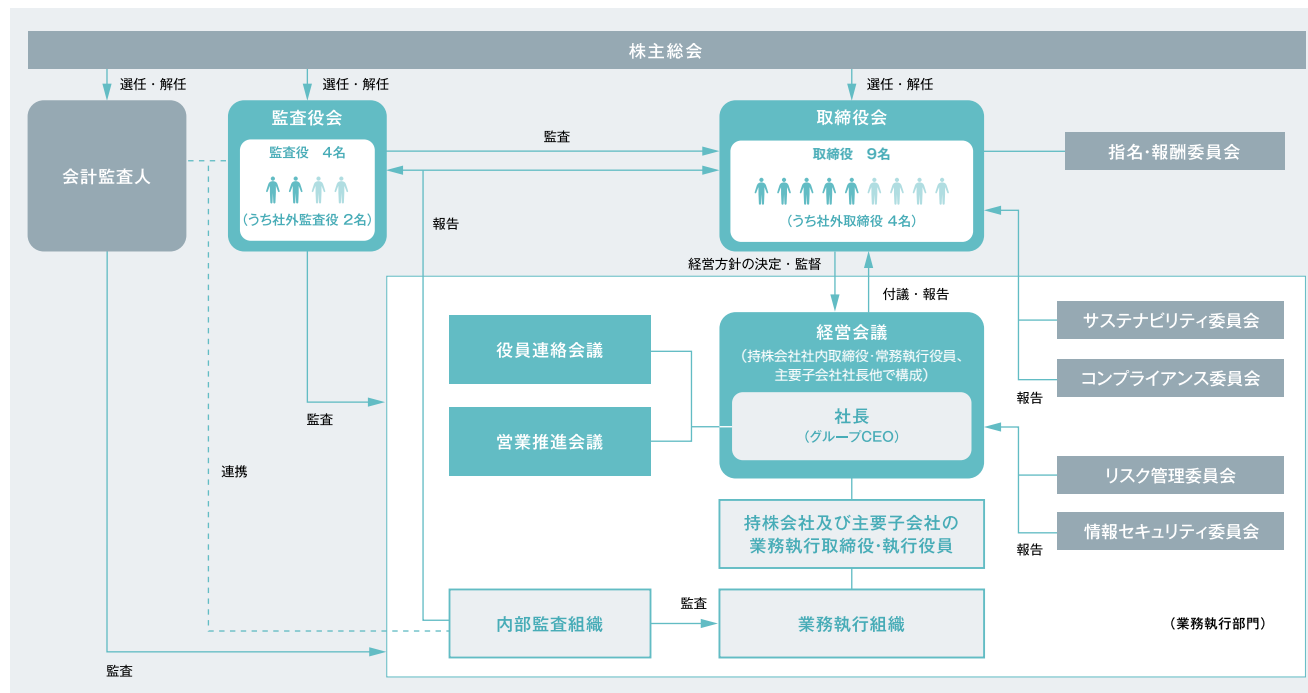 株主総会
選任・解任
選任・解任
選任・解任
会計監査人
監査役会
監査役　4名
(うち社外監査役 2名)
監査
報告
取締役会
取締役　9名
(うち社外取締役 4名)
指名・報酬委員会
経営方針の決定・監督
付議・報告
サステナビリティ委員会
コンプライアンス委員会
報告
役員連絡会議
営業推進会議
経営会議
(持株会社社内取締役・常務執行役員、
主要子会社社長他で構成)
社長
(グループCEO)
監査
連携
リスク管理委員会
情報セキュリティ委員会
報告
持株会社及び主要子会社の
業務執行取締役・執行役員
内部監査組織
監査
業務執行組織
(業務執行部門)
監査